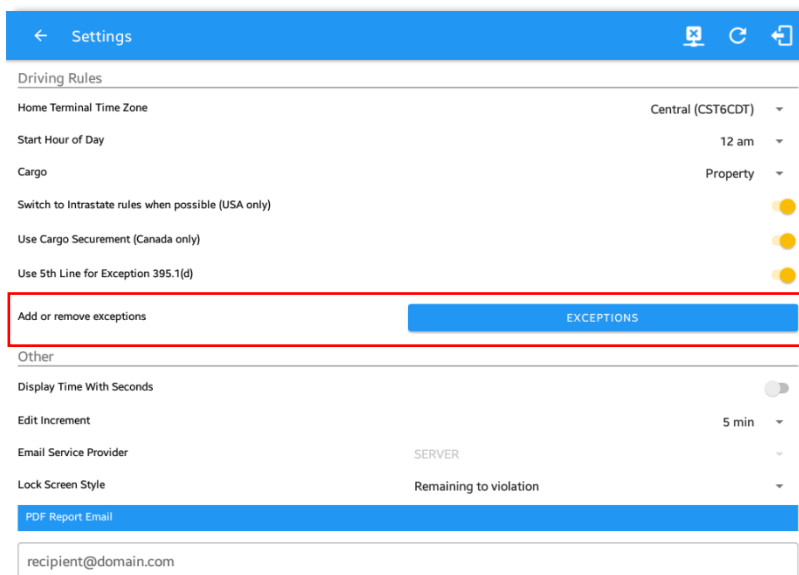 Settings
Driving Rules
Home Terminal Time Zone Central (CST6CDT)
Start Hour of Day 12 am
Cargo Property
Switch to Intrastate rules when possible (USA only)
Use Cargo Securement (Canada only)
Use 5th Line for Exception 395.1(d)
Add or remove exceptions EXCEPTIONS
Other
Display Time With Seconds
Edit Increment 5 min
Email Service Provider SERVER
Lock Screen Style Remaining to violation
PDF Report Email
recipient@domain.com